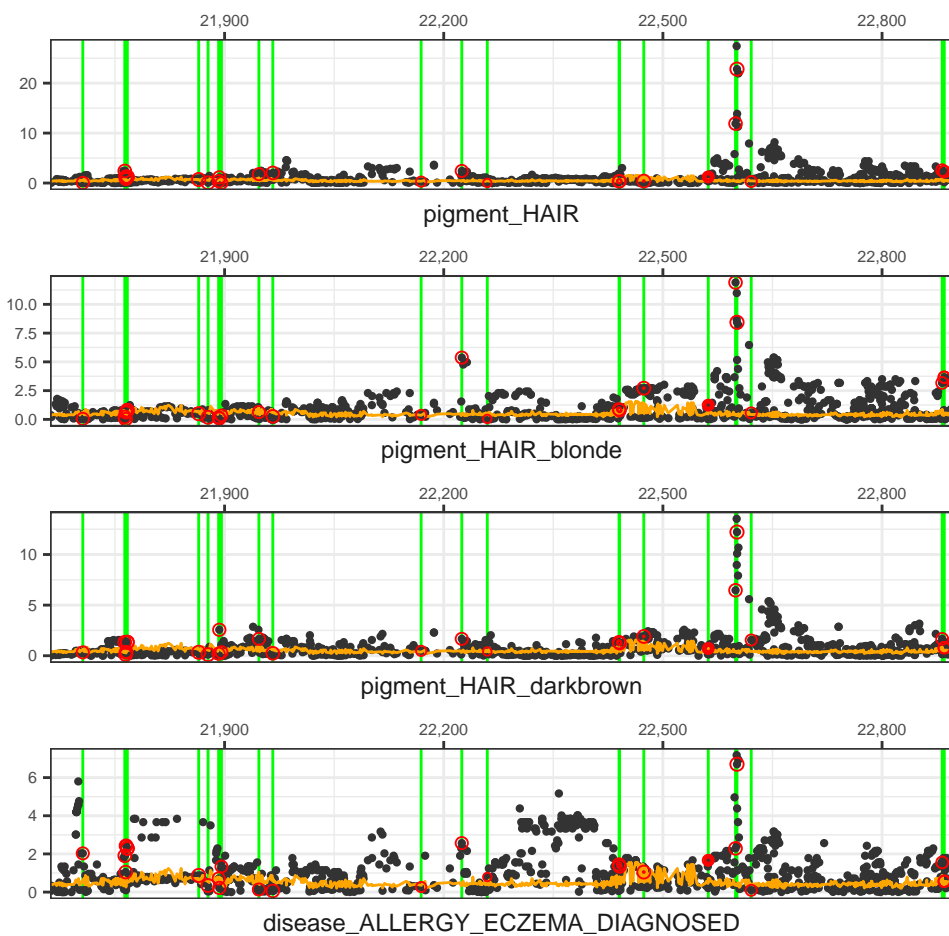 21,900 22,200 22,500 22,800
20
10
0
pigment_HAIR
21,900 22,200 22,500 22,800
10.0
7.5
5.0
2.5
0.0
pigment_HAIR_blonde
21,900 22,200 22,500 22,800
10
5
0
pigment_HAIR_darkbrown
21,900 22,200 22,500 22,800
6
4
2
0
disease_ALLERGY_ECZEMA_DIAGNOSED